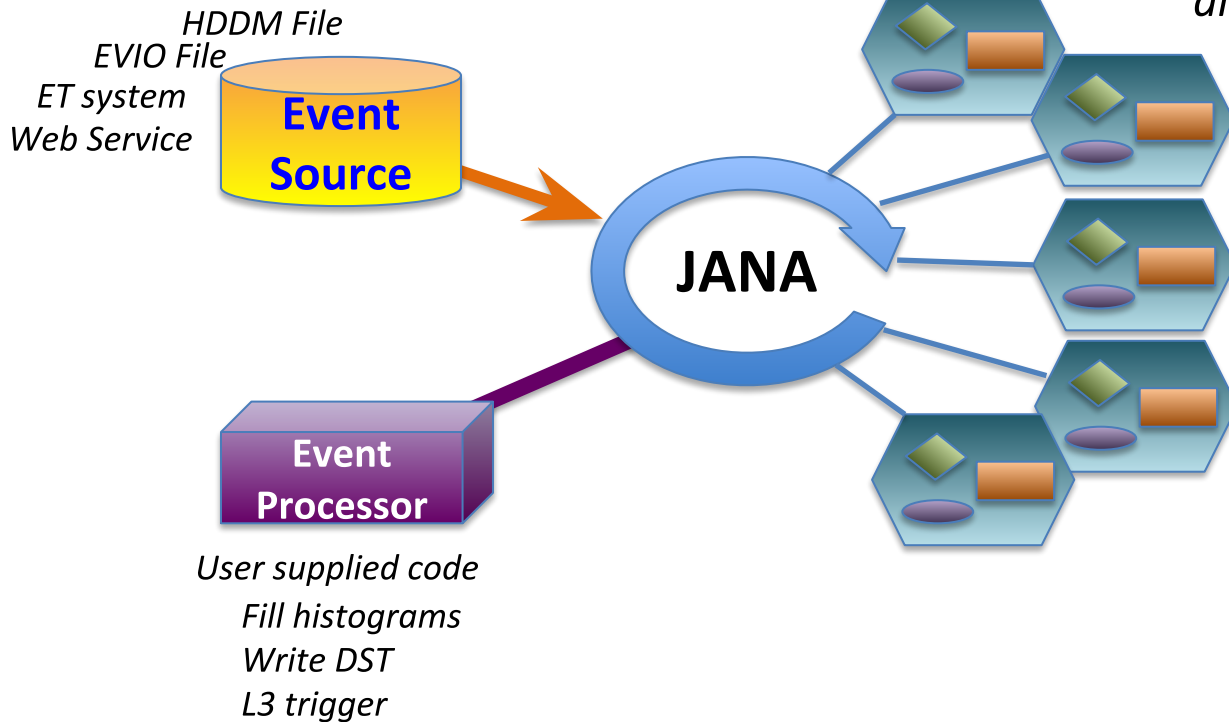 HDDM File
EVIO File
ET system
Web Service
Event
Source
JANA
Event
Processor
User supplied code
Fill histograms
Write DST
L3 trigger